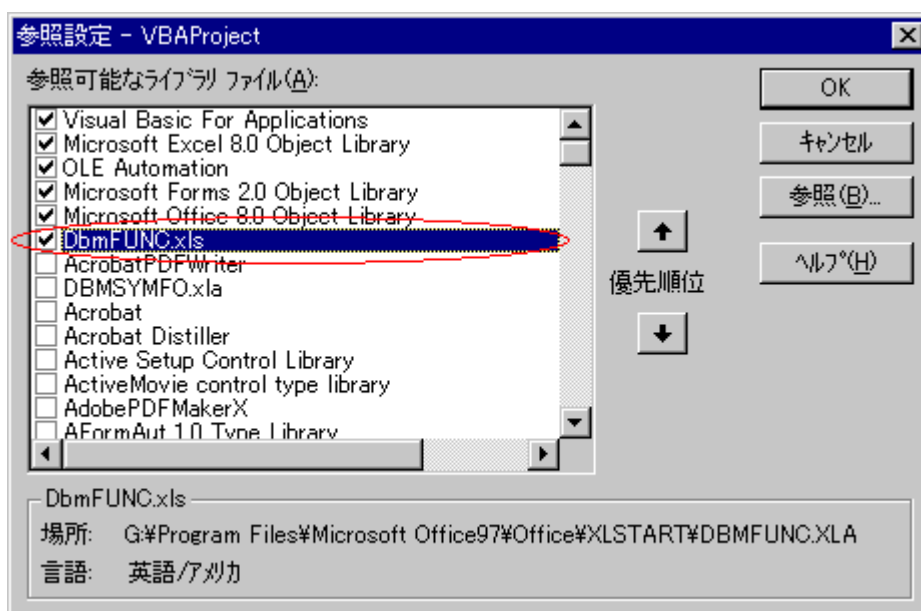 参照設定 - VBAProject
参照可能なライブラリ ファイル(A):
Visual Basic For Applications
Microsoft Excel 8.0 Object Library
OLE Automation
Microsoft Forms 2.0 Object Library
Microsoft Office 8.0 Object Library
DbmFUNC.xls
AcrobatPDFWriter
DBMSYMFO.xla
Acrobat
Acrobat Distiller
Active Setup Control Library
ActiveMovie control type library
AdobePDFMakerX
AFormAut 1.0 Type Library
優先順位
OK
キャンセル
参照(B)...
ヘルプ(H)
DbmFUNC.xls
場所: G:¥Program Files¥Microsoft Office97¥Office¥XLSTART¥DBMFUNC.XLA
言語: 英語/アメリカ